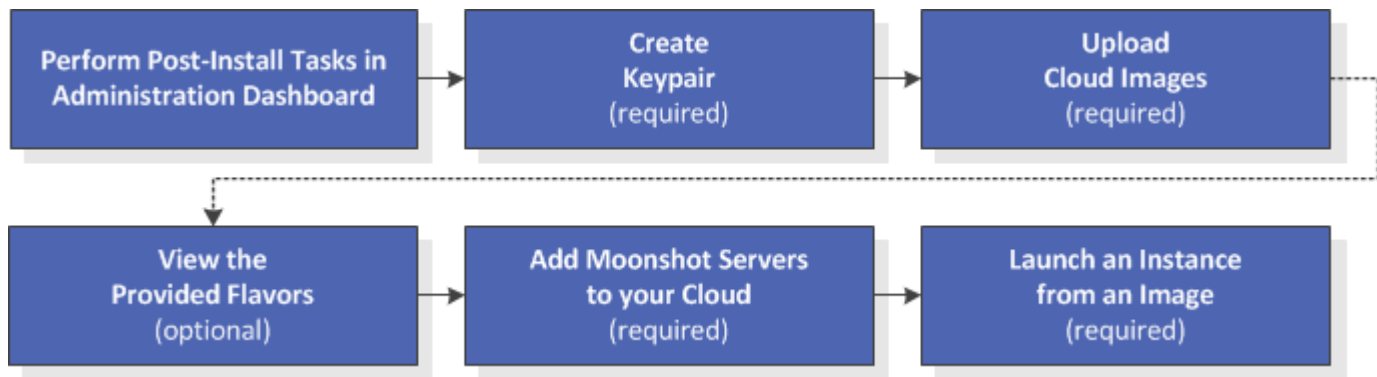 Perform Post-Install Tasks in
Administration Dashboard
Create
Keypair
(required)
Upload
Cloud Images
(required)
View the
Provided Flavors
(optional)
Add Moonshot Servers
to your Cloud
(required)
Launch an Instance
from an Image
(required)